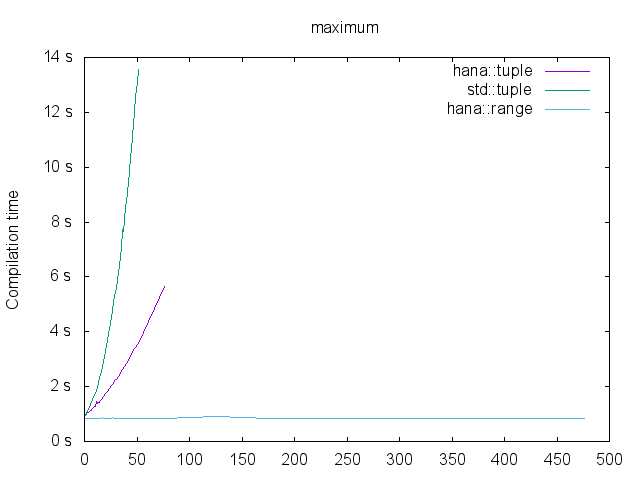 maximum
14 s
12 s
10 s
8 s
6 s
4 s
2 s
0 s
Compilation time
hana::tuple
std::tuple
hana::range
0 50 100 150 200 250 300 350 400 450 500